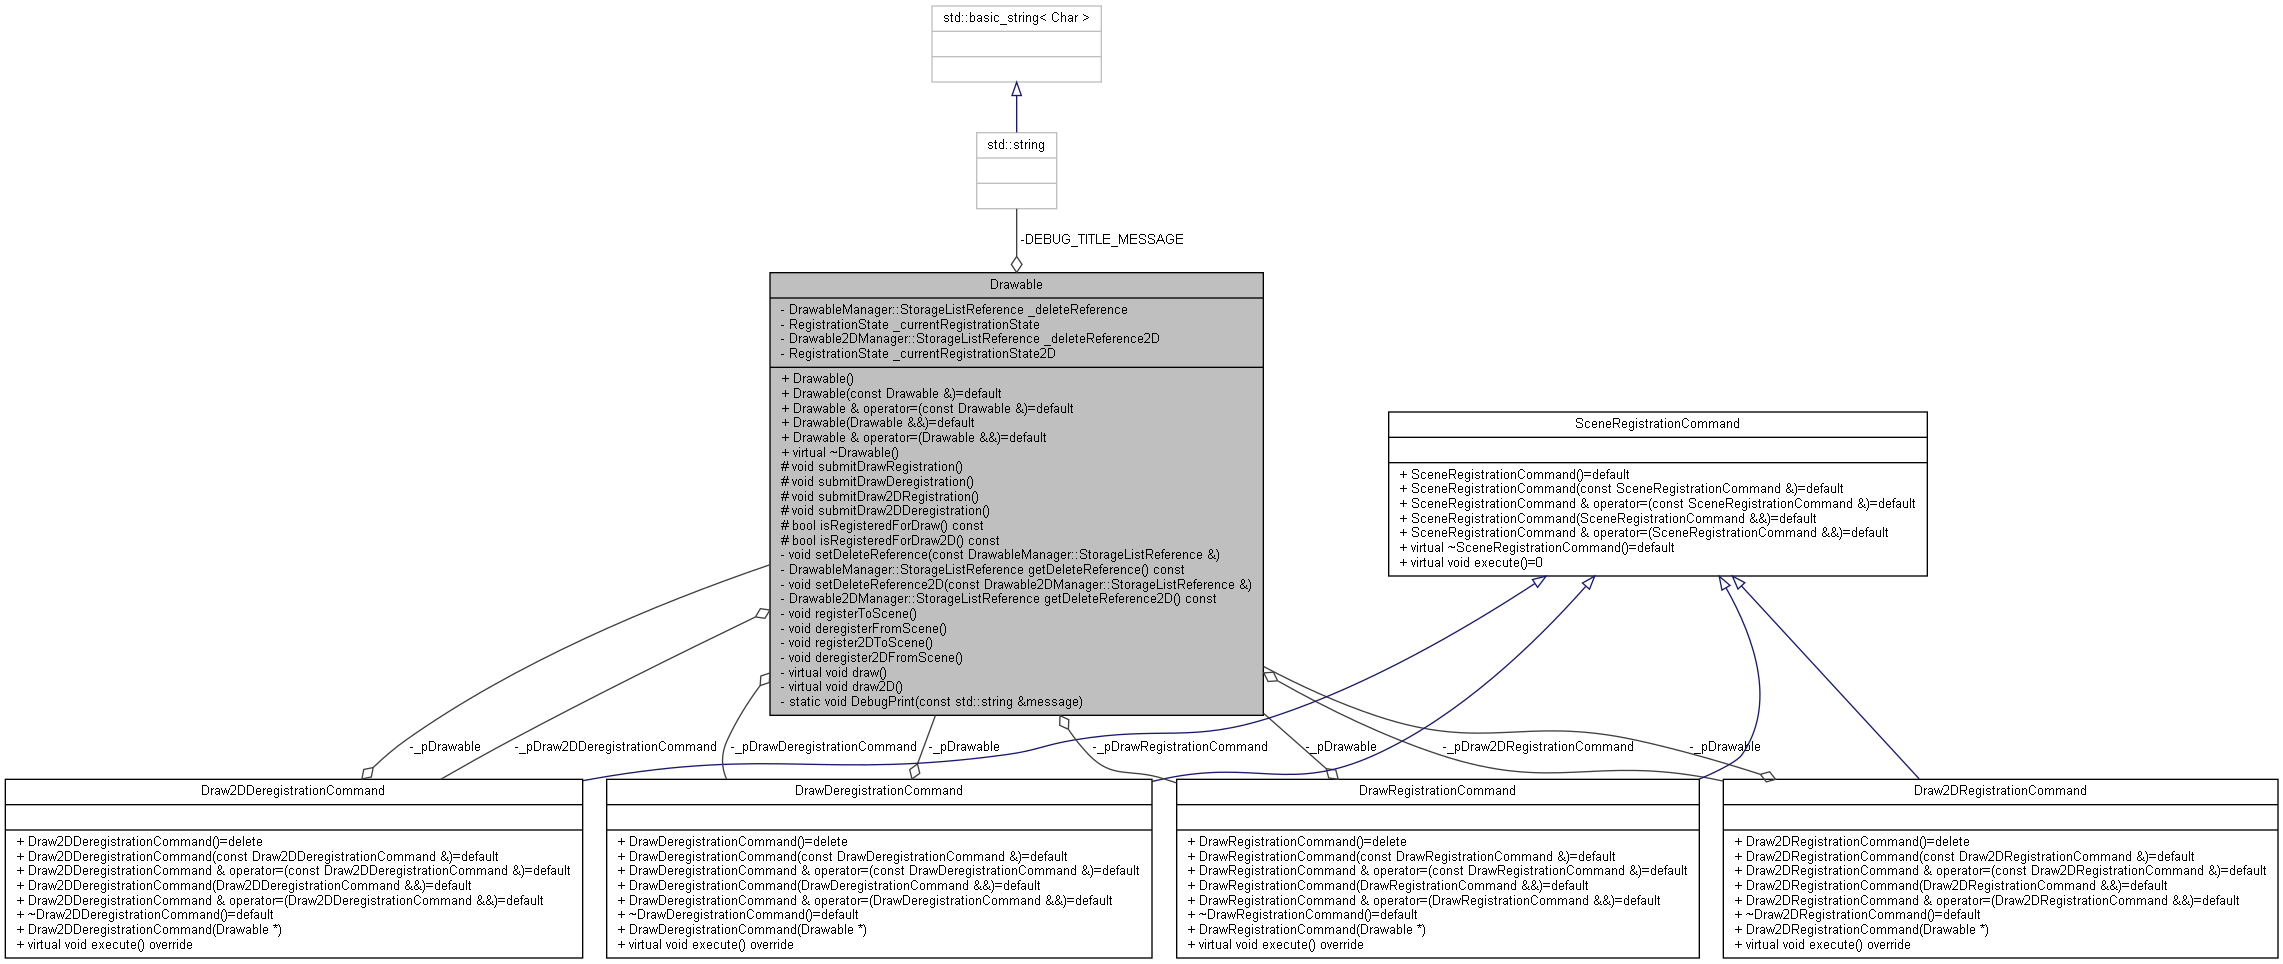 std::basic_string< Char >
std::string
-DEBUG_TITLE_MESSAGE
Drawable
- DrawableManager::StorageListReference _deleteReference
- RegistrationState _currentRegistrationState
- Drawable2DManager::StorageListReference _deleteReference2D
- RegistrationState _currentRegistrationState2D
+ Drawable()
+ Drawable(const Drawable &)=default
+ Drawable & operator=(const Drawable &)=default
+ Drawable(Drawable &&)=default
+ Drawable & operator=(Drawable &&)=default
+ virtual ~Drawable()
# void submitDrawRegistration()
# void submitDrawDeregistration()
# void submitDraw2DRegistration()
# void submitDraw2DDeregistration()
# bool isRegisteredForDraw() const
# bool isRegisteredForDraw2D() const
- void setDeleteReference(const DrawableManager::StorageListReference &)
- DrawableManager::StorageListReference getDeleteReference() const
- void setDeleteReference2D(const Drawable2DManager::StorageListReference &)
- Drawable2DManager::StorageListReference getDeleteReference2D() const
- void registerToScene()
- void deregisterFromScene()
- void register2DToScene()
- void deregister2DFromScene()
- virtual void draw()
- virtual void draw2D()
- static void DebugPrint(const std::string &message)
SceneRegistrationCommand
+ SceneRegistrationCommand()=default
+ SceneRegistrationCommand(const SceneRegistrationCommand &)=default
+ SceneRegistrationCommand & operator=(const SceneRegistrationCommand &)=default
+ SceneRegistrationCommand(SceneRegistrationCommand &&)=default
+ SceneRegistrationCommand & operator=(SceneRegistrationCommand &&)=default
+ virtual ~SceneRegistrationCommand()=default
+ virtual void execute()=0
-_pDrawable
-_pDraw2DDeregistrationCommand
-_pDrawDeregistrationCommand
-_pDrawable
-_pDrawRegistrationCommand
-_pDrawable
-_pDraw2DRegistrationCommand
-_pDrawable
Draw2DDeregistrationCommand
+ Draw2DDeregistrationCommand()=delete
+ Draw2DDeregistrationCommand(const Draw2DDeregistrationCommand &)=default
+ Draw2DDeregistrationCommand & operator=(const Draw2DDeregistrationCommand &)=default
+ Draw2DDeregistrationCommand(Draw2DDeregistrationCommand &&)=default
+ Draw2DDeregistrationCommand & operator=(Draw2DDeregistrationCommand &&)=default
+ ~Draw2DDeregistrationCommand()=default
+ Draw2DDeregistrationCommand(Drawable *)
+ virtual void execute() override
DrawDeregistrationCommand
+ DrawDeregistrationCommand()=delete
+ DrawDeregistrationCommand(const DrawDeregistrationCommand &)=default
+ DrawDeregistrationCommand & operator=(const DrawDeregistrationCommand &)=default
+ DrawDeregistrationCommand(DrawDeregistrationCommand &&)=default
+ DrawDeregistrationCommand & operator=(DrawDeregistrationCommand &&)=default
+ ~DrawDeregistrationCommand()=default
+ DrawDeregistrationCommand(Drawable *)
+ virtual void execute() override
DrawRegistrationCommand
+ DrawRegistrationCommand()=delete
+ DrawRegistrationCommand(const DrawRegistrationCommand &)=default
+ DrawRegistrationCommand & operator=(const DrawRegistrationCommand &)=default
+ DrawRegistrationCommand(DrawRegistrationCommand &&)=default
+ DrawRegistrationCommand & operator=(DrawRegistrationCommand &&)=default
+ ~DrawRegistrationCommand()=default
+ DrawRegistrationCommand(Drawable *)
+ virtual void execute() override
Draw2DRegistrationCommand
+ Draw2DRegistrationCommand()=delete
+ Draw2DRegistrationCommand(const Draw2DRegistrationCommand &)=default
+ Draw2DRegistrationCommand & operator=(const Draw2DRegistrationCommand &)=default
+ Draw2DRegistrationCommand(Draw2DRegistrationCommand &&)=default
+ Draw2DRegistrationCommand & operator=(Draw2DRegistrationCommand &&)=default
+ ~Draw2DRegistrationCommand()=default
+ Draw2DRegistrationCommand(Drawable *)
+ virtual void execute() override